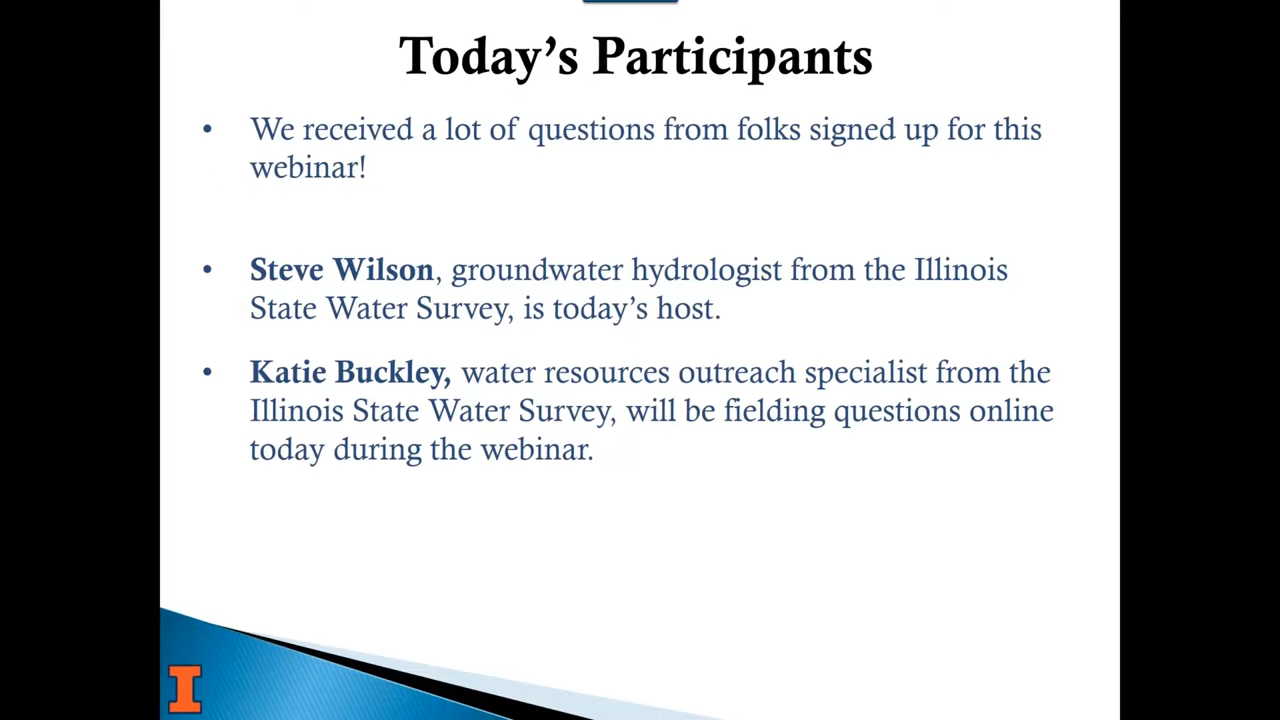 Today’s Participants
• We received a lot of questions from folks signed up for this
webinar!
• Steve Wilson, groundwater hydrologist from the Illinois
State Water Survey, is today’s host.
• Katie Buckley, water resources outreach specialist from the
Illinois State Water Survey, will be fielding questions online
today during the webinar.
I